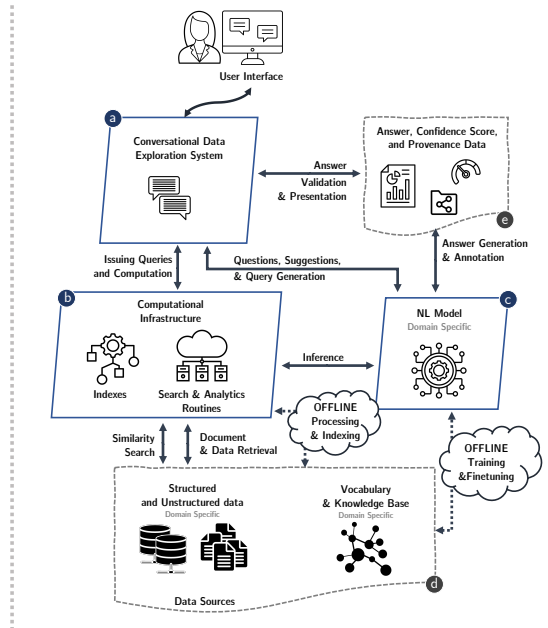 User Interface
a
Conversational Data
Exploration System
Answer, Confidence Score,
and Provenance Data
Answer
Validation
& Presentation
e
Issuing Queries
and Computation
Questions, Suggestions,
& Query Generation
Answer Generation
& Annotation
b
Computational
Infrastructure
Indexes
Search & Analytics
Routines
Inference
c
NL Model
Domain Specific
OFFLINE
Processing
& Indexing
OFFLINE
Training
&Finetuning
Similarity
Search
Document
& Data Retrieval
Structured
and Unstructured data
Domain Specific
Vocabulary
& Knowledge Base
Domain Specific
d
Data Sources